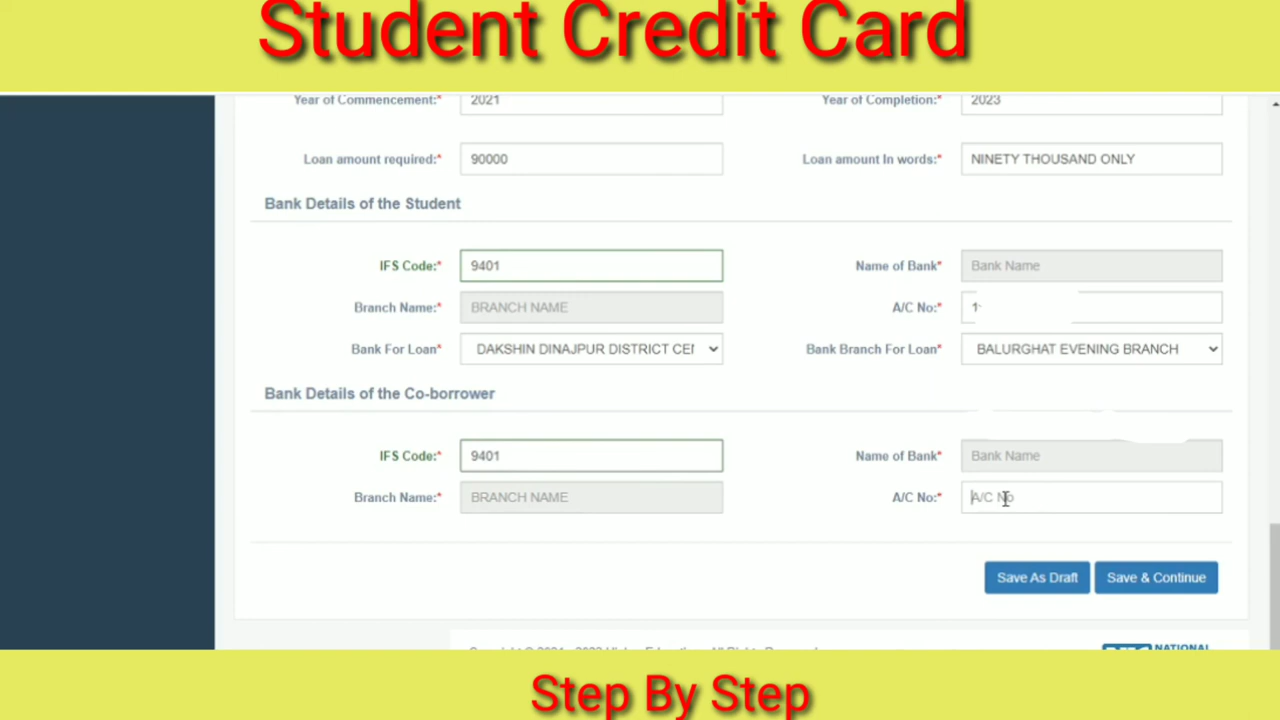 Student Credit Card
Year of Commencement:* 2021 Year of Completion:* 2023
Loan amount required:* 90000 Loan amount In words:* NINETY THOUSAND ONLY
Bank Details of the Student
IFS Code:* 9401 Name of Bank* Bank Name
Branch Name:* BRANCH NAME A/C No:* 1
Bank For Loan* DAKSHIN DINAJPUR DISTRICT CEN Bank Branch For Loan* BALURGHAT EVENING BRANCH
Bank Details of the Co-borrower
IFS Code:* 9401 Name of Bank* Bank Name
Branch Name:* BRANCH NAME A/C No:* A/C No
Save As Draft Save & Continue
NATIONAL
Step By Step